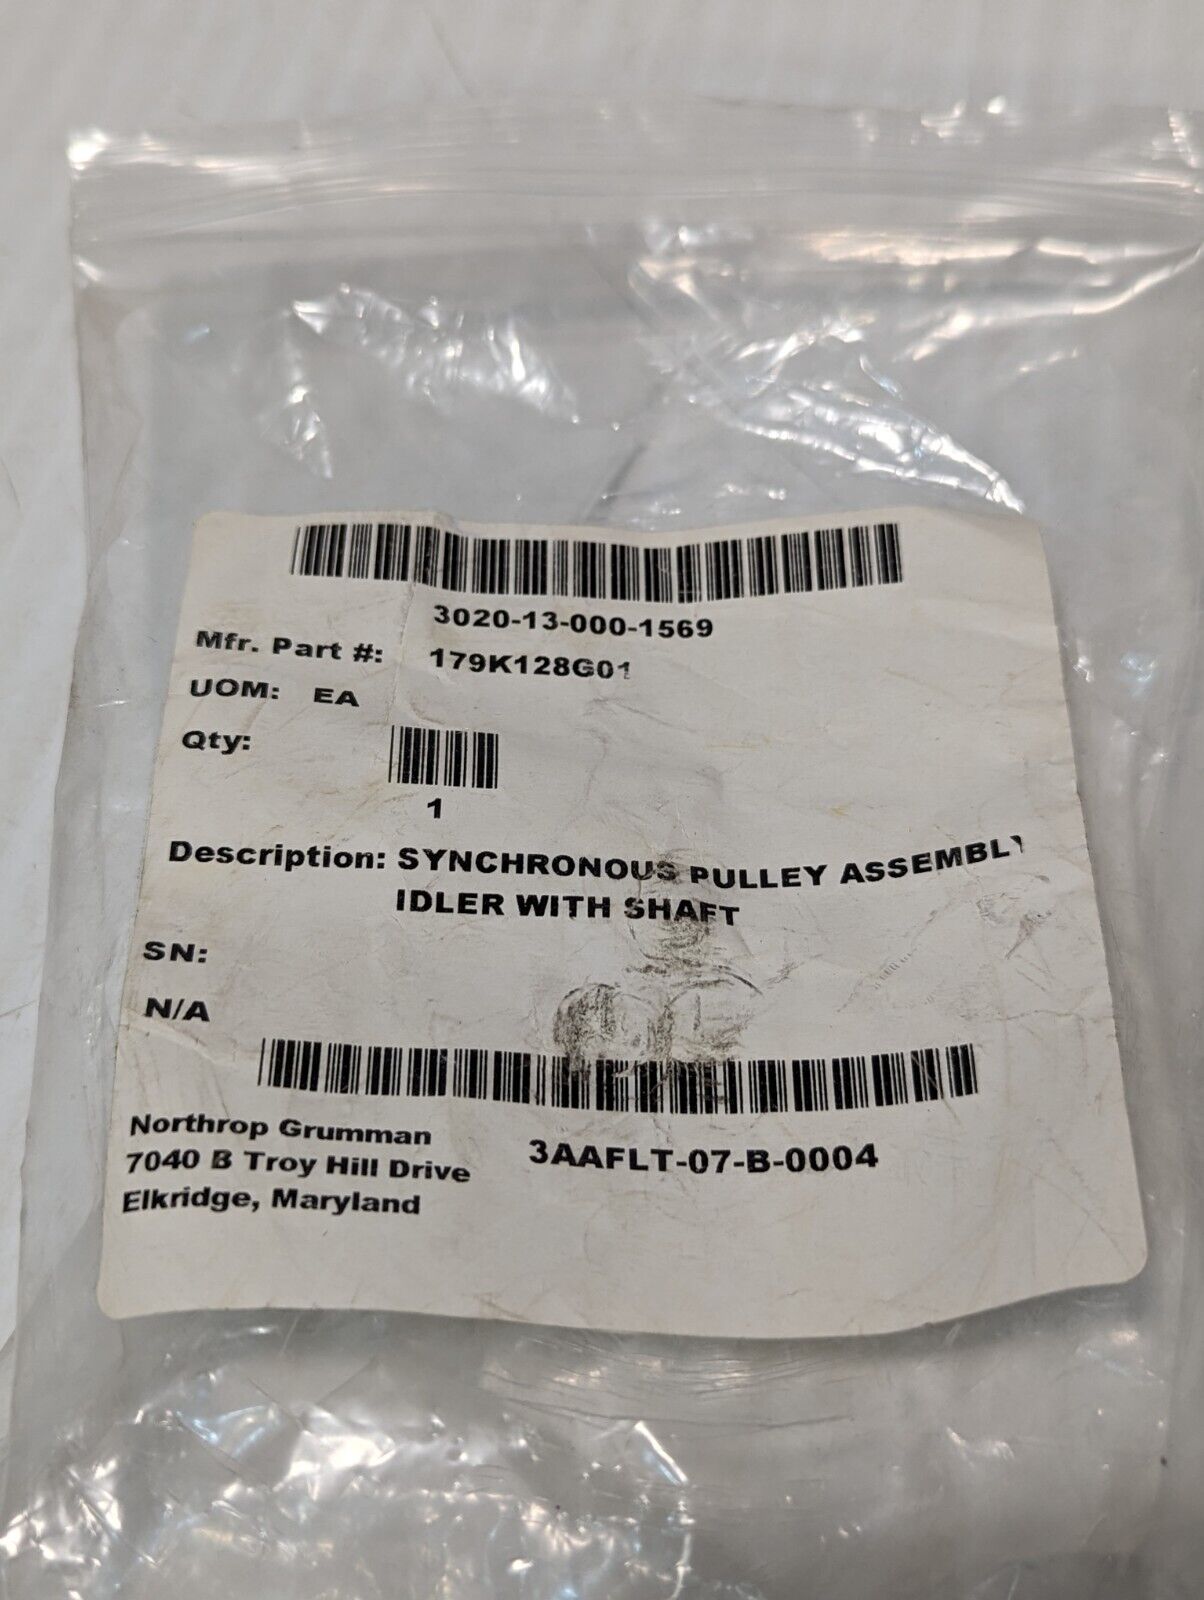 3020-13-000-1569
Mfr. Part #: 179K128G01
UOM: EA
Qty:
1
Description: SYNCHRONOUS PULLEY ASSEMBLY
IDLER WITH SHAFT
SN:
N/A
Northrop Grumman
7040 B Troy Hill Drive
Elkridge, Maryland
3AAFLT-07-B-0004